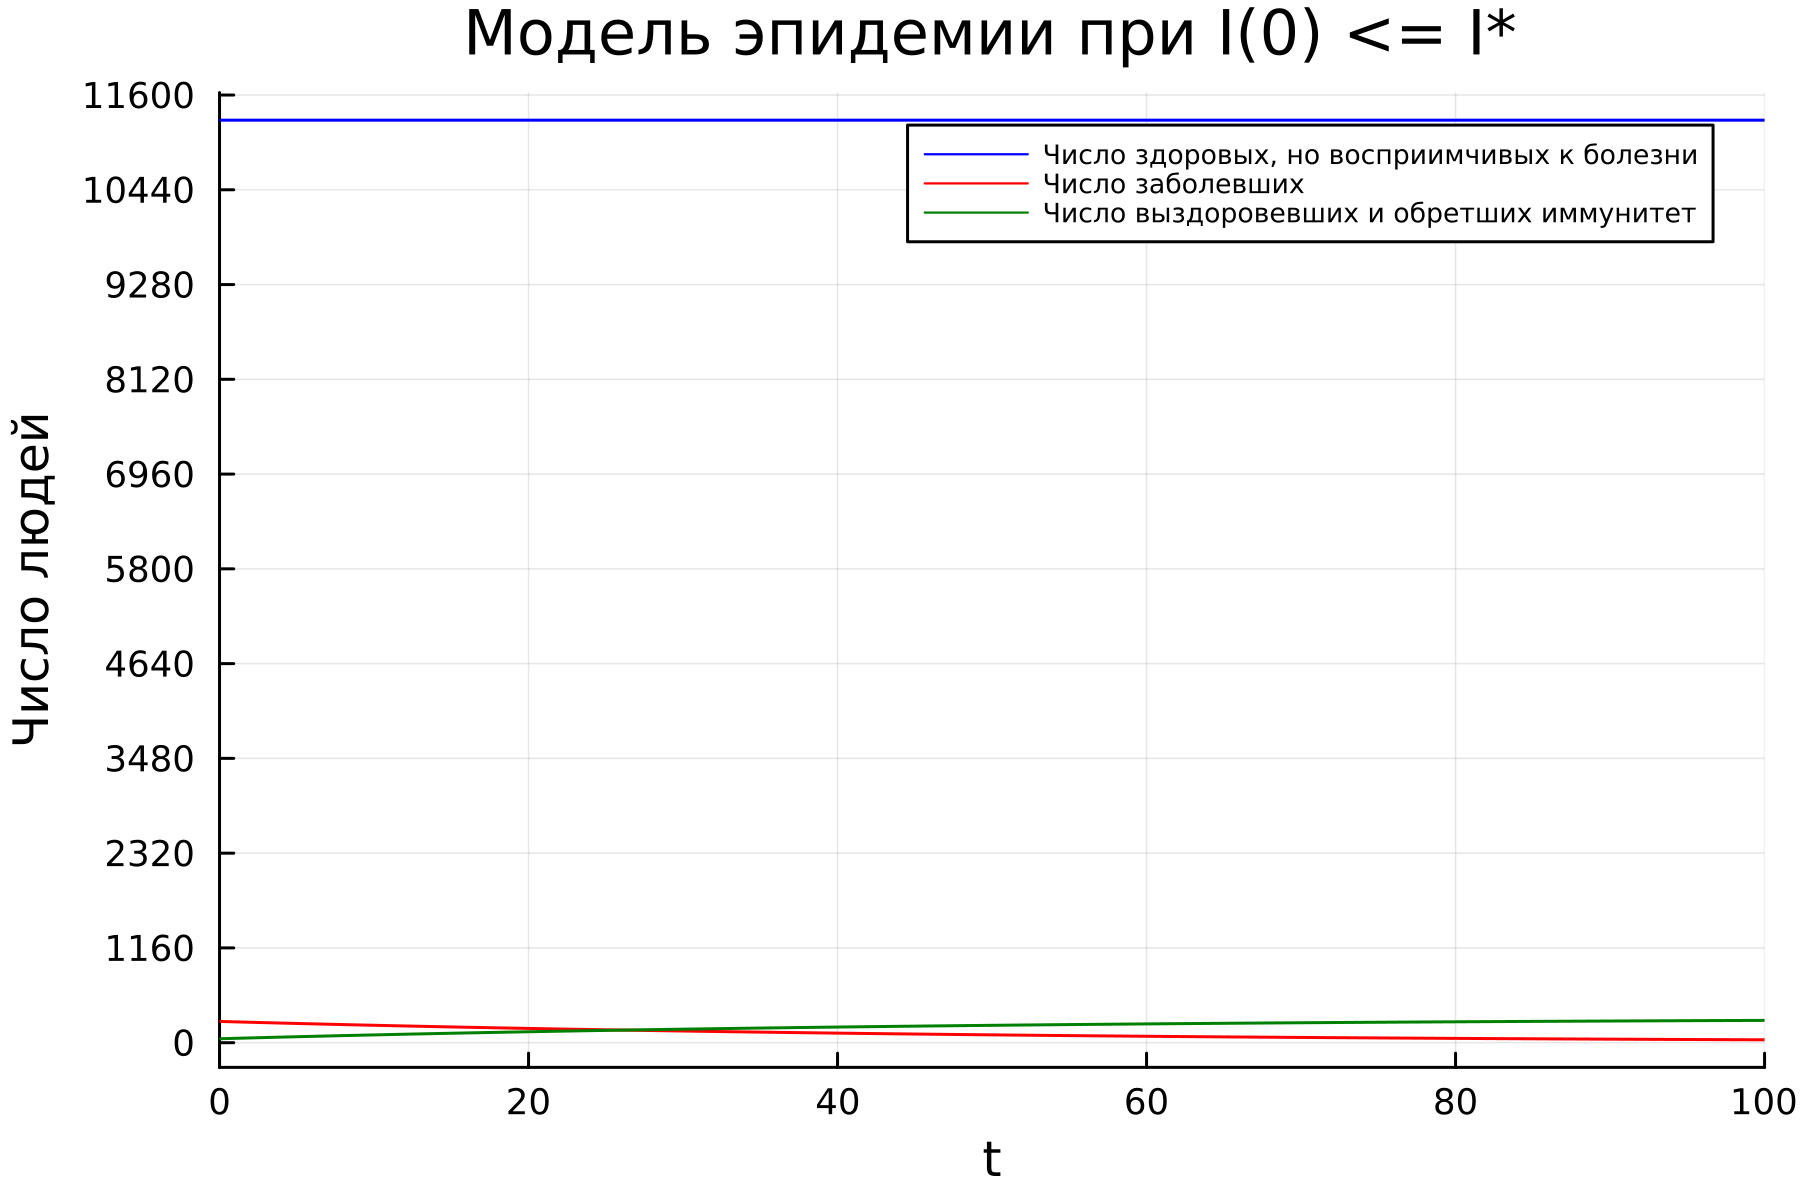 Модель эпидемии при I(0) <= I*
11600
10440
9280
8120
6960
5800
4640
3480
2320
1160
0
Число людей
Число здоровых, но восприимчивых к болезни
Число заболевших
Число выздоровевших и обретших иммунитет
0 20 40 60 80 100
t